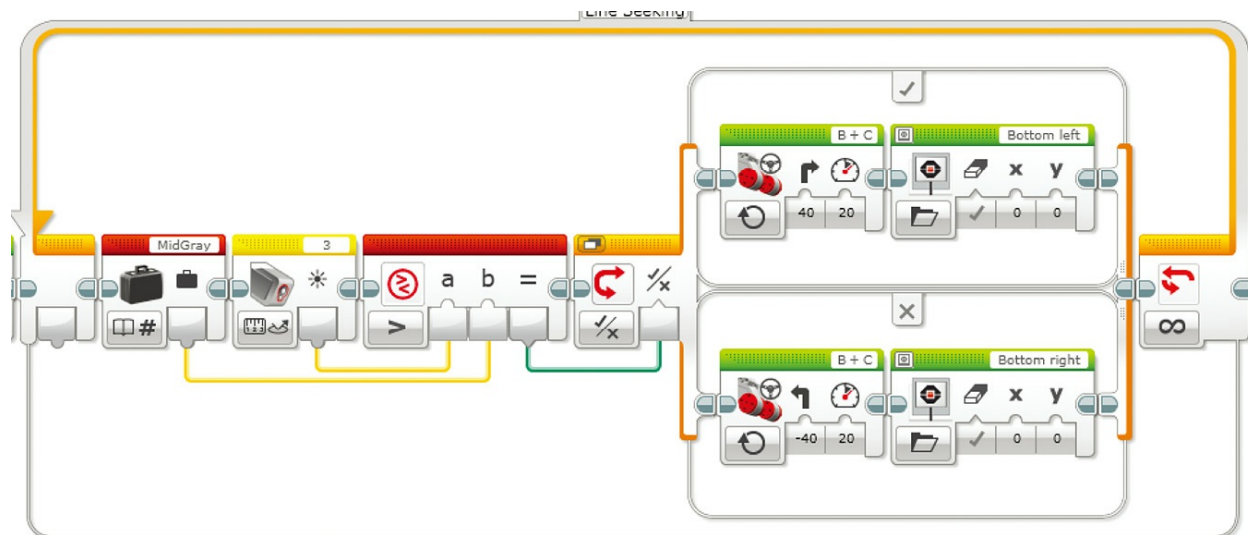 Line Seeking
B + C
Bottom left
x
y
40
20
0
0
MidGray
#
3
a
b
=
>
∞
B + C
Bottom right
x
y
-40
20
0
0